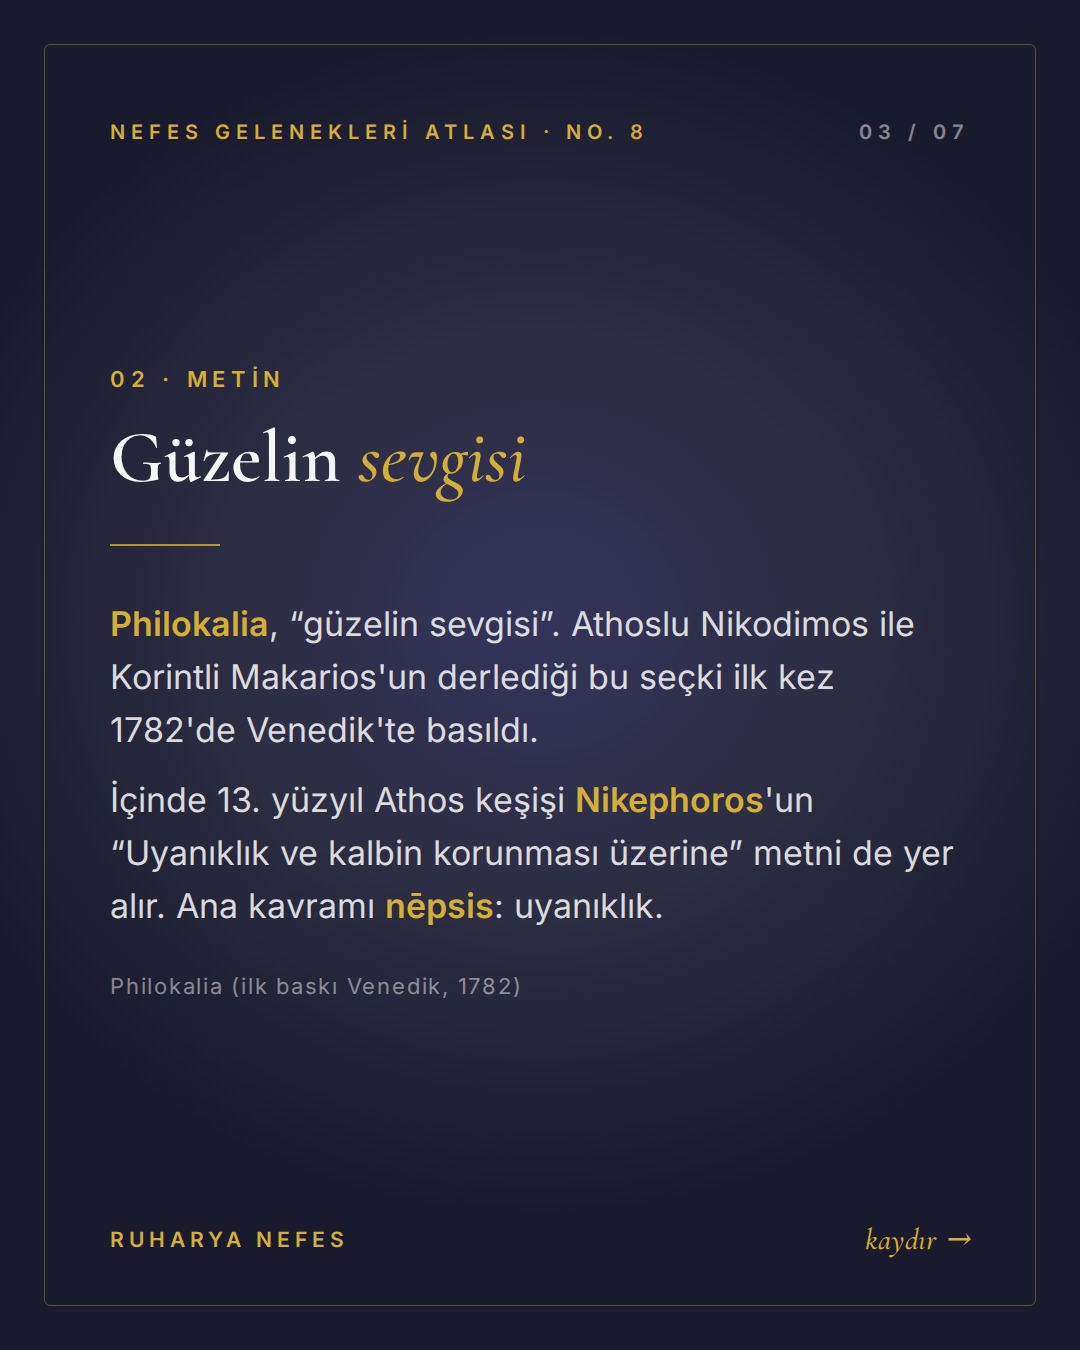 NEFES GELENEKLERİ ATLASI · NO. 8
03 / 07
02 · METİN
Güzelin sevgisi
Philokalia, “güzelin sevgisi”. Athoslu Nikodimos ile
Korintli Makarios'un derlediği bu seçki ilk kez
1782'de Venedik'te basıldı.
İçinde 13. yüzyıl Athos keşişi Nikephoros'un
“Uyanıklık ve kalbin korunması üzerine” metni de yer
alır. Ana kavramı nēpsis: uyanıklık.
Philokalia (ilk baskı Venedik, 1782)
RUHARYA NEFES
kaydır →